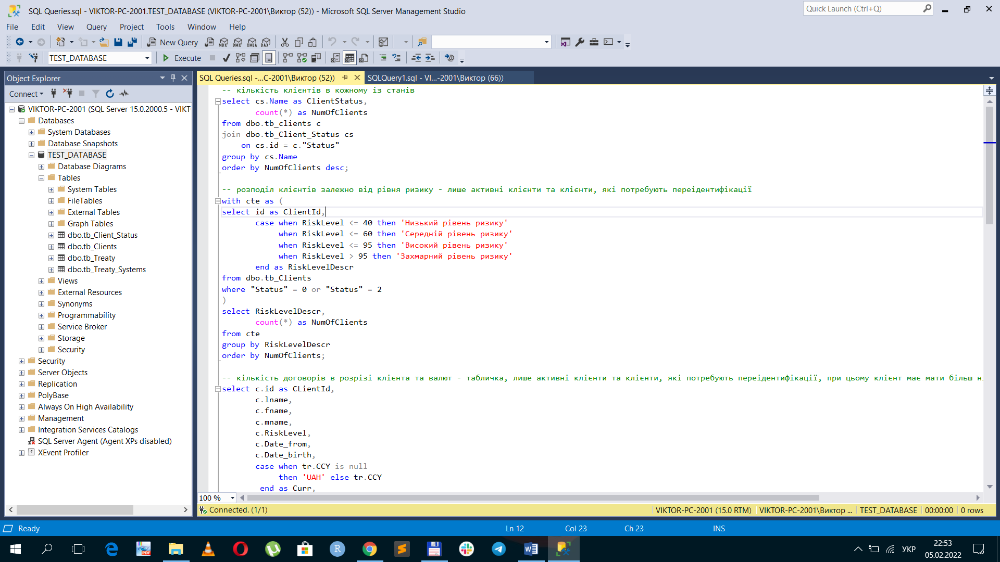 SQL Queries.sql - VIKTOR-PC-2001.TEST_DATABASE (VIKTOR-PC-2001\Виктор (52)) - Microsoft SQL Server Management Studio
Quick Launch (Ctrl+Q)
File Edit View Query Project Tools Window Help
New Query
MDX DMX XMLA DAX
TEST_DATABASE
Execute
Object Explorer
Connect
VIKTOR-PC-2001 (SQL Server 15.0.2000.5 - VIKT
Databases
System Databases
Database Snapshots
TEST_DATABASE
Database Diagrams
Tables
System Tables
FileTables
External Tables
Graph Tables
dbo.tb_Client_Status
dbo.tb_Clients
dbo.tb_Treaty
dbo.tb_Treaty_Systems
Views
External Resources
Synonyms
Programmability
Service Broker
Storage
Security
Security
Server Objects
Replication
PolyBase
Always On High Availability
Management
Integration Services Catalogs
SQL Server Agent (Agent XPs disabled)
XEvent Profiler
SQL Queries.sql -...C-2001\Виктор (52))
SQLQuery1.sql - VI...-2001\Виктор (66))
-- кількість клієнтів в кожному із станів
select cs.Name as ClientStatus,
count(*) as NumOfClients
from dbo.tb_clients c
join dbo.tb_Client_Status cs
on cs.id = c."Status"
group by cs.Name
order by NumOfClients desc;
-- розподіл клієнтів залежно від рівня ризику - лише активні клієнти та клієнти, які потребують переідентифікації
with cte as (
select id as ClientId,
case when RiskLevel <= 40 then 'Низький рівень ризику'
when RiskLevel <= 60 then 'Середній рівень ризику'
when RiskLevel <= 95 then 'Високий рівень ризику'
when RiskLevel > 95 then 'Захмарний рівень ризику'
end as RiskLevelDescr
from dbo.tb_Clients
where "Status" = 0 or "Status" = 2
)
select RiskLevelDescr,
count(*) as NumOfClients
from cte
group by RiskLevelDescr
order by NumOfClients;
-- кількість договорів в розрізі клієнта та валют - табличка, лише активні клієнти та клієнти, які потребують переідентифікації, при цьому клієнт має мати більш ні
select c.id as CLientId,
c.lname,
c.fname,
c.mname,
c.RiskLevel,
c.Date_from,
c.Date_birth,
case when tr.CCY is null
then 'UAH' else tr.CCY
end as Curr,
100 %
Connected. (1/1)
VIKTOR-PC-2001 (15.0 RTM)
VIKTOR-PC-2001\Виктор ...
TEST_DATABASE
00:00:00
0 rows
Ready
Ln 12
Col 23
Ch 23
INS
УКР
22:53
05.02.2022